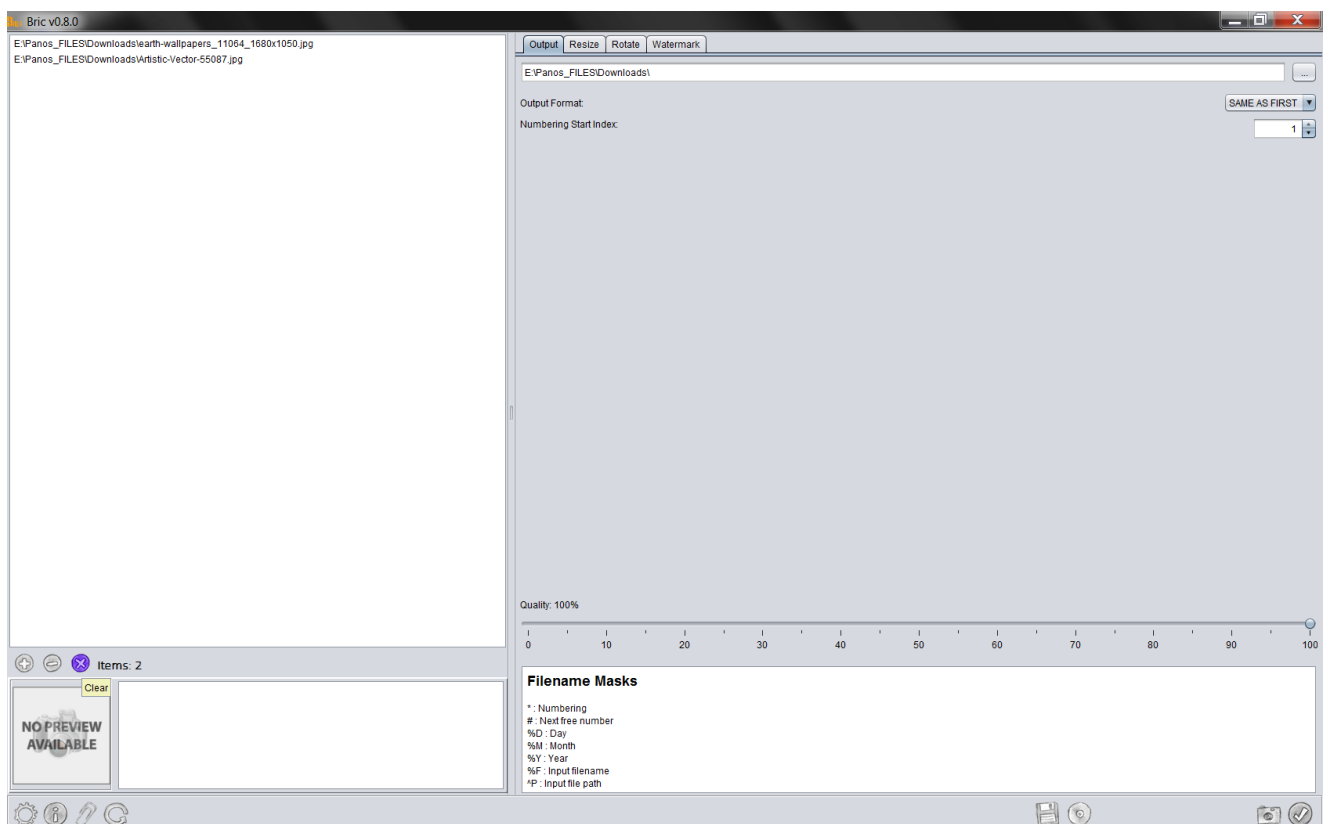 Bric v0.8.0
E:\Panos_FILES\Downloads\earth-wallpapers_11064_1680x1050.jpg
E:\Panos_FILES\Downloads\Artistic-Vector-55087.jpg
Items: 2
Clear
NO PREVIEW
AVAILABLE
Output Resize Rotate Watermark
E:\Panos_FILES\Downloads\
...
Output Format: SAME AS FIRST
Numbering Start Index: 1
Quality: 100%
0 10 20 30 40 50 60 70 80 90 100
Filename Masks
* : Numbering
# : Next free number
%D : Day
%M : Month
%Y : Year
%F : Input filename
^P : Input file path